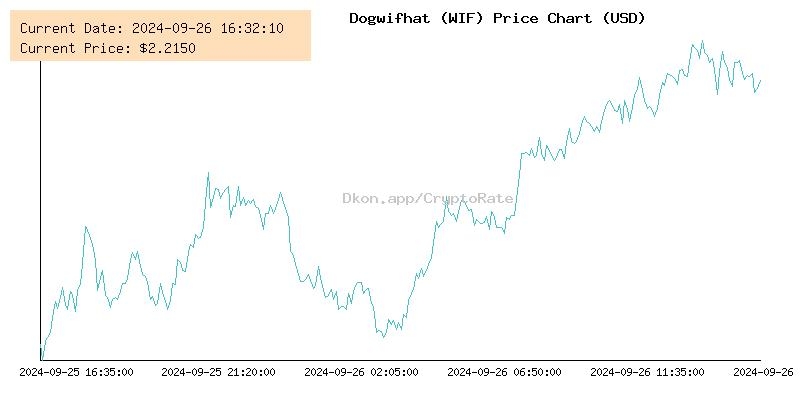 Dogwifhat (WIF) Price Chart (USD)
Current Date: 2024-09-26 16:32:10
Current Price: $2.2150
Dkon.app/CryptoRate
2024-09-25 16:35:00 2024-09-25 21:20:00 2024-09-26 02:05:00 2024-09-26 06:50:00 2024-09-26 11:35:00 2024-09-26